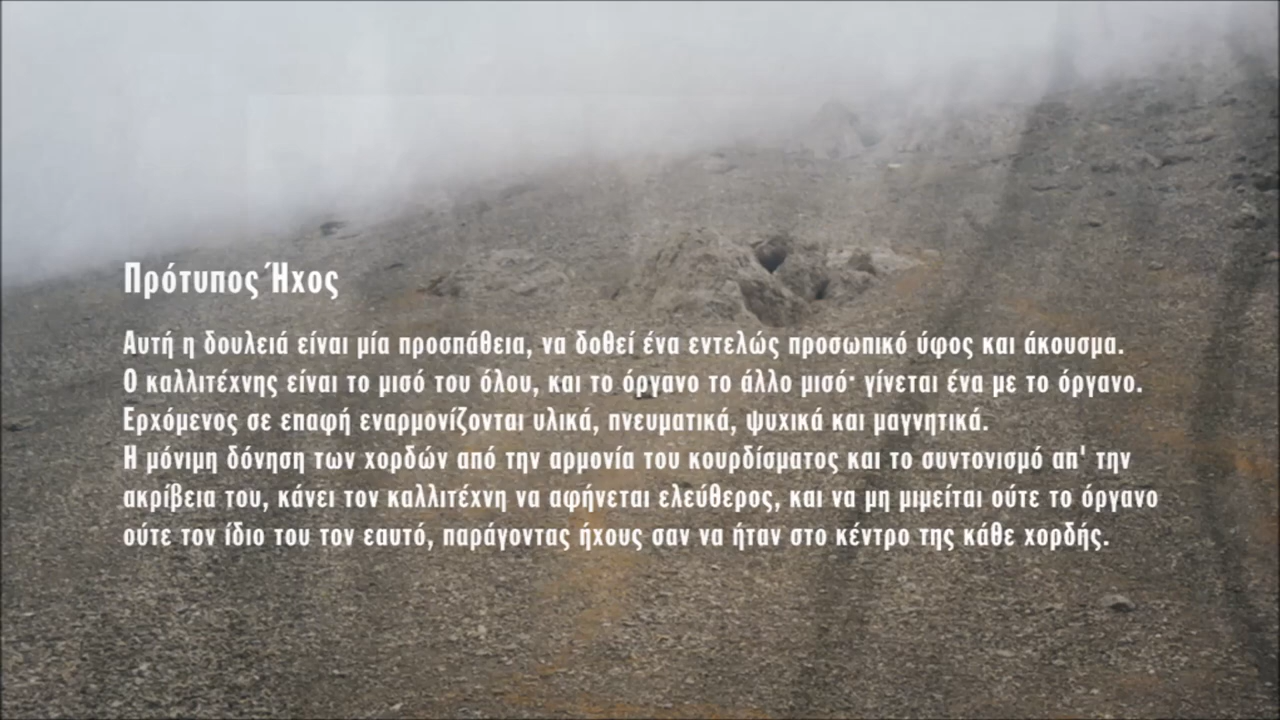 Πρότυπος Ήχος
Αυτή η δουλειά είναι μία προσπάθεια, να δοθεί ένα εντελώς προσωπικό ύφος και άκουσμα.
Ο καλλιτέχνης είναι το μισό του όλου, και το όργανο το άλλο μισό· γίνεται ένα με το όργανο.
Ερχόμενος σε επαφή εναρμονίζονται υλικά, πνευματικά, ψυχικά και μαγνητικά.
Η μόνιμη δόνηση των χορδών από την αρμονία του κουρδίσματος και το συντονισμό απ' την
ακρίβεια του, κάνει τον καλλιτέχνη να αφήνεται ελεύθερος, και να μη μιμείται ούτε το όργανο
ούτε τον ίδιο του τον εαυτό, παράγοντας ήχους σαν να ήταν στο κέντρο της κάθε χορδής.